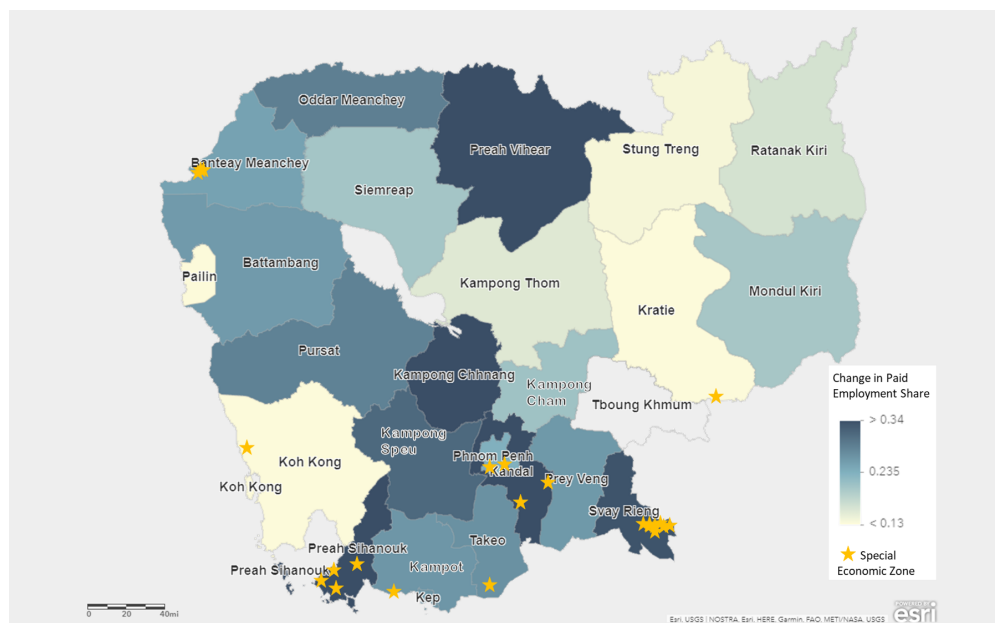 Oddar Meanchey
Banteay Meanchey
Preah Vihear
Stung Treng
Ratanak Kiri
Siemreap
Battambang
Pailin
Kampong Thom
Mondul Kiri
Kratie
Pursat
Kampong Chhnang
Kampong
Cham
Tboung Khmum
Kampong
Speu
Phnom Penh
Kandal
Koh Kong
Koh Kong
Prey Veng
Svay Rieng
Takeo
Preah Sihanouk
Preah Sihanouk
Kampot
Kep
Change in Paid
Employment Share
> 0.34
0.235
< 0.13
Special
Economic Zone
0 20 40mi
POWERED BY
esri
Esri, USGS | NOSTRA, Esri, HERE, Garmin, FAO, METI/NASA, USGS